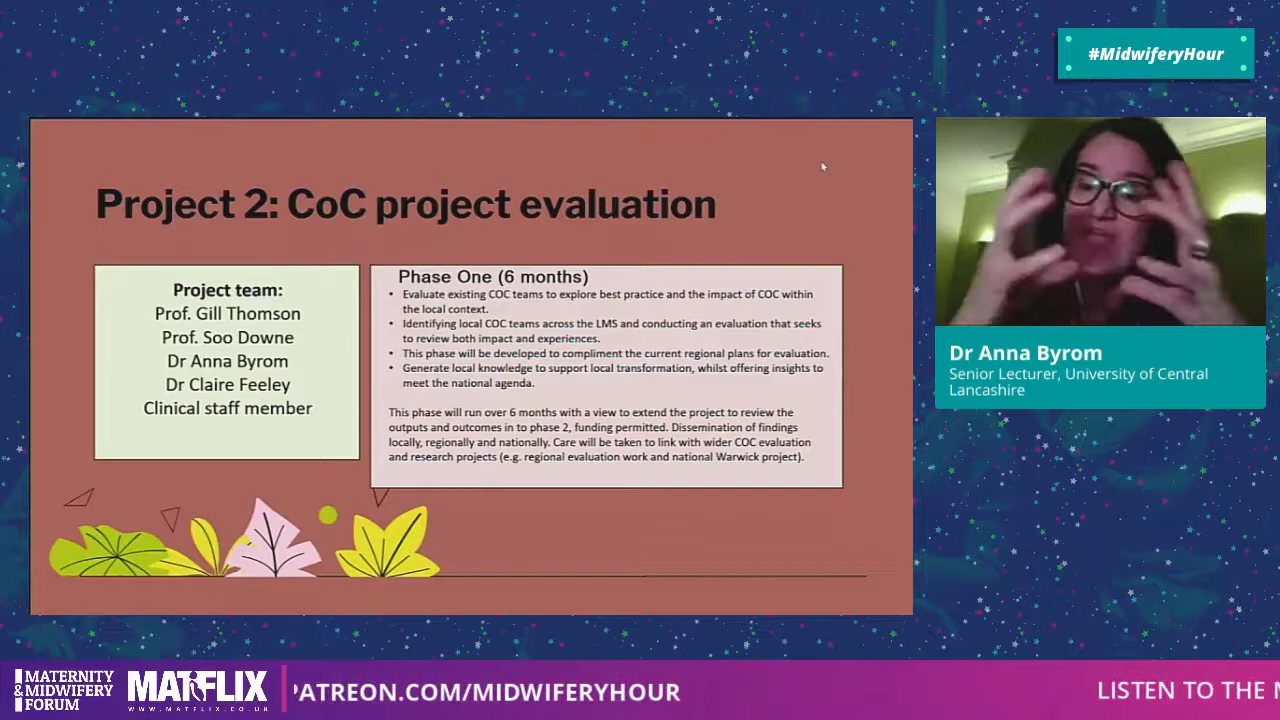 #MidwiferyHour
Project 2: CoC project evaluation
Project team:
Prof. Gill Thomson
Prof. Soo Downe
Dr Anna Byrom
Dr Claire Feeley
Clinical staff member
Phase One (6 months)
• Evaluate existing COC teams to explore best practice and the impact of COC within
the local context.
• Identifying local COC teams across the LMS and conducting an evaluation that seeks
to review both impact and experiences.
• This phase will be developed to compliment the current regional plans for evaluation.
• Generate local knowledge to support local transformation, whilst offering insights to
meet the national agenda.
This phase will run over 6 months with a view to extend the project to review the
outputs and outcomes in to phase 2, funding permitted. Dissemination of findings
locally, regionally and nationally. Care will be taken to link with wider COC evaluation
and research projects (e.g. regional evaluation work and national Warwick project).
Dr Anna Byrom
Senior Lecturer, University of Central
Lancashire
MATERNITY
& MIDWIFERY
FORUM
MATFLIX
WWW.MATFLIX.CO.UK
PATREON.COM/MIDWIFERYHOUR
LISTEN TO THE